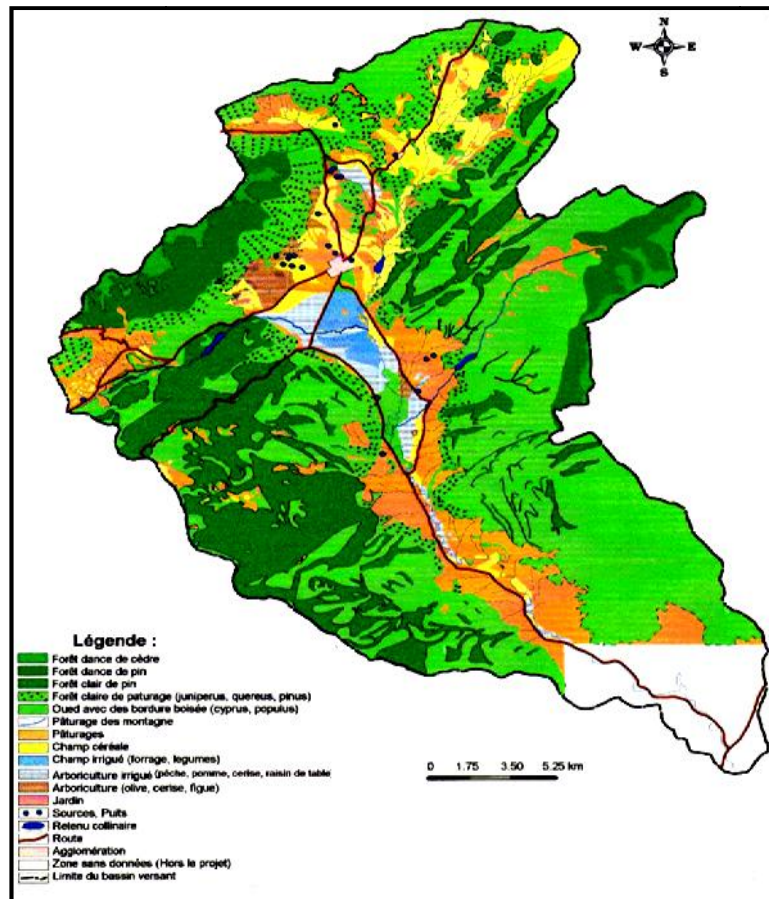 N
W E
S
Légende :
Forêt dance de cèdre
Forêt dance de pin
Forêt clair de pin
Forêt claire de paturage (juniperus, quereus, pinus)
Oued avec des bordure boisée (cyprus, populus)
Pâturage des montagne
Pâturages
Champ céréale
Champ irrigué (forrage, legumes)
Arboriculture irrigué (pêche, pomme, cerise, raisin de table)
Arboriculture (olive, cerise, figue)
Jardin
Sources, Puits
Retenu collinaire
Route
Agglomération
Zone sans données (Hors le projet)
Limite du bassin versant
0 1.75 3.50 5.25 km